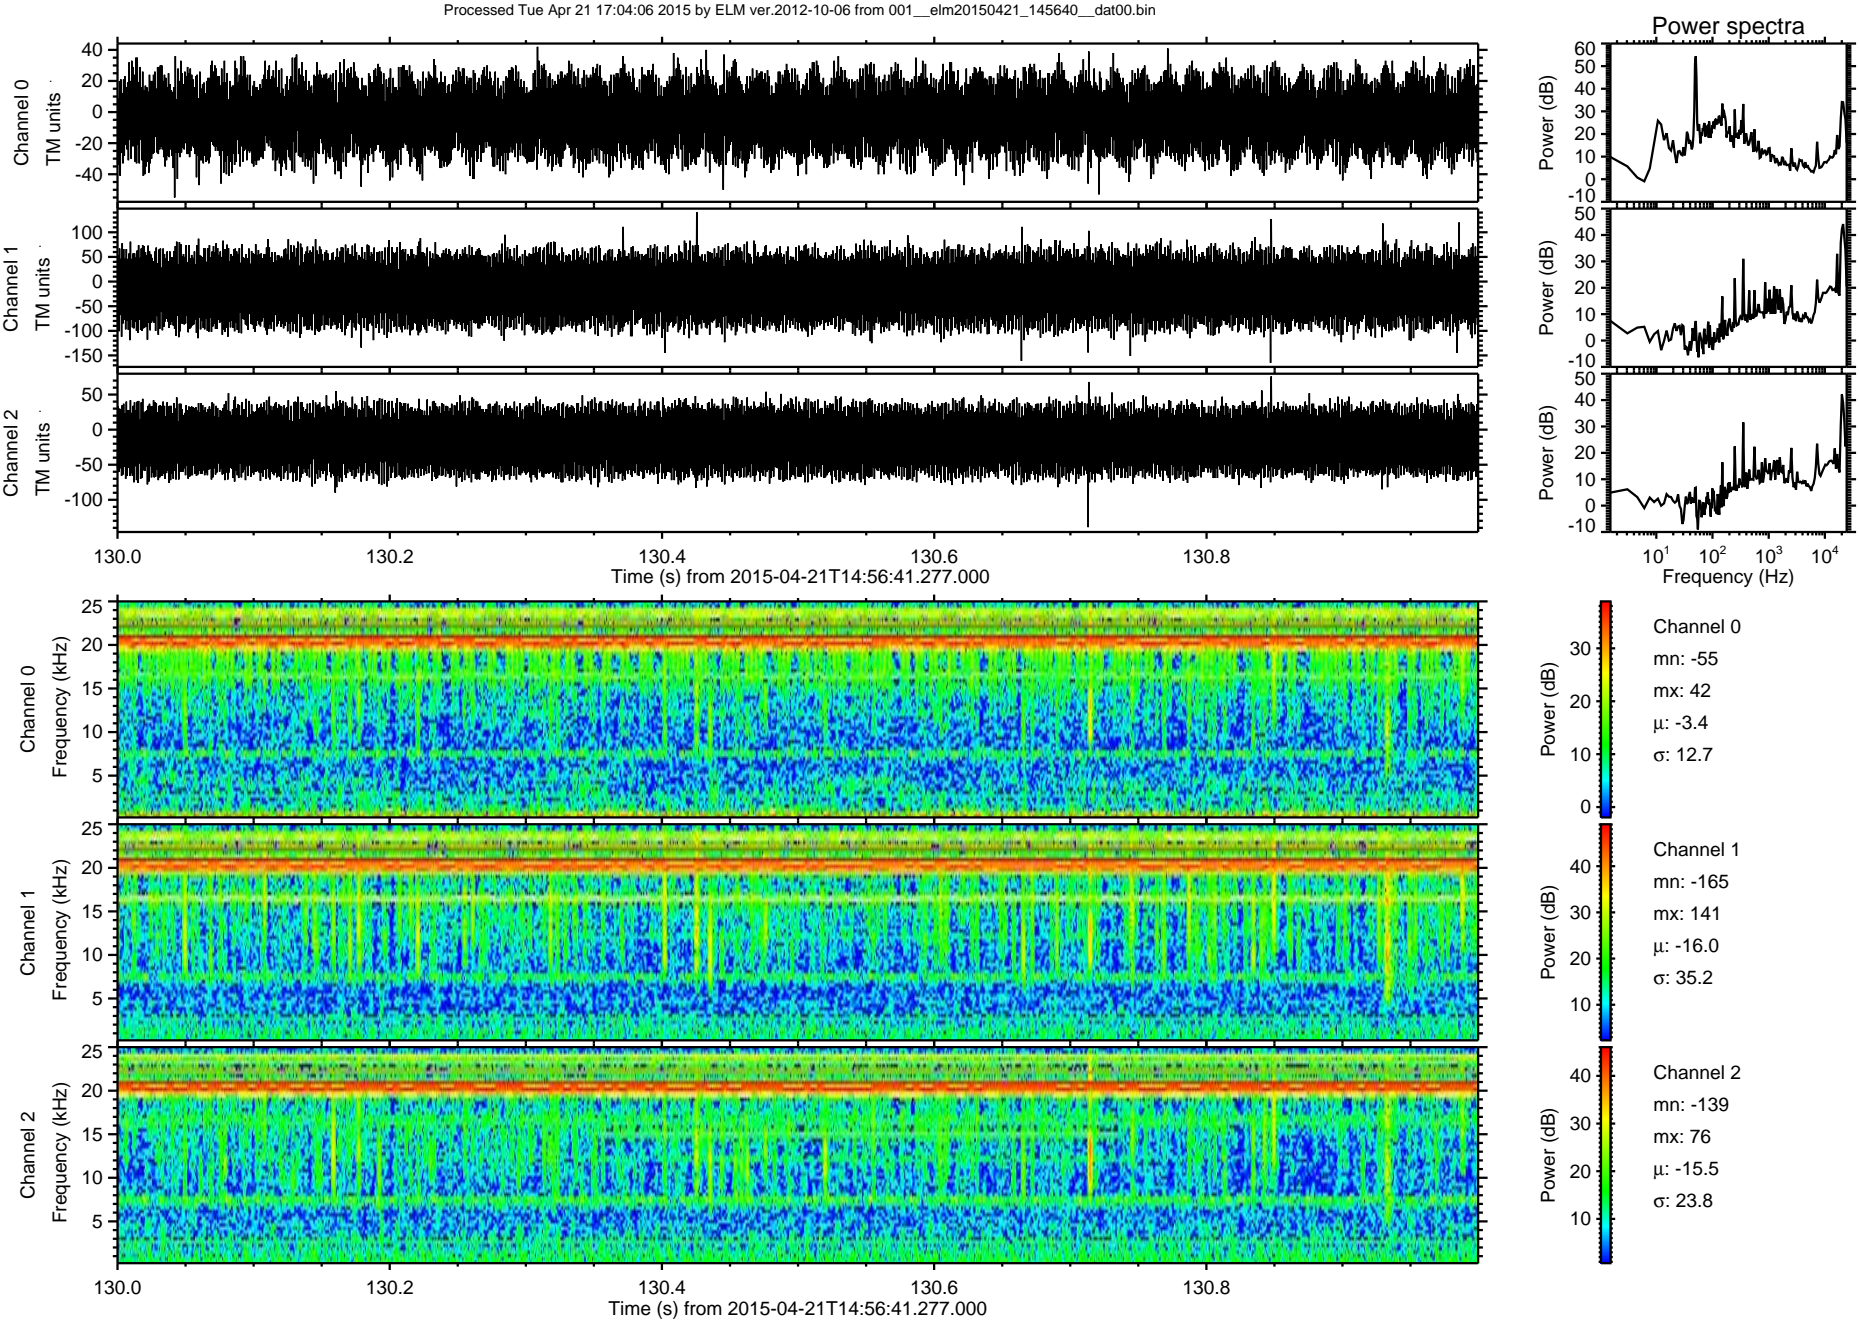 Processed Tue Apr 21 17:04:06 2015 by ELM ver.2012-10-06 from 001__elm20150421_145640__dat00.bin
Power spectra
Channel 0
TM units
40
20
0
-20
-40
Power (dB)
60
50
40
30
20
10
0
-10
Channel 1
TM units
100
50
0
-50
-100
-150
Power (dB)
50
40
30
20
10
0
-10
Channel 2
TM units
50
0
-50
-100
Power (dB)
50
40
30
20
10
0
-10
130.0 130.2 130.4 130.6 130.8
Time (s) from 2015-04-21T14:56:41.277.000
10^1 10^2 10^3 10^4
Frequency (Hz)
Channel 0
Frequency (kHz)
25
20
15
10
5
Power (dB)
30
20
10
0
Channel 0
mn: -55
mx: 42
μ: -3.4
σ: 12.7
Channel 1
Frequency (kHz)
25
20
15
10
5
Power (dB)
40
30
20
10
Channel 1
mn: -165
mx: 141
μ: -16.0
σ: 35.2
Channel 2
Frequency (kHz)
25
20
15
10
5
Power (dB)
40
30
20
10
Channel 2
mn: -139
mx: 76
μ: -15.5
σ: 23.8
130.0 130.2 130.4 130.6 130.8
Time (s) from 2015-04-21T14:56:41.277.000